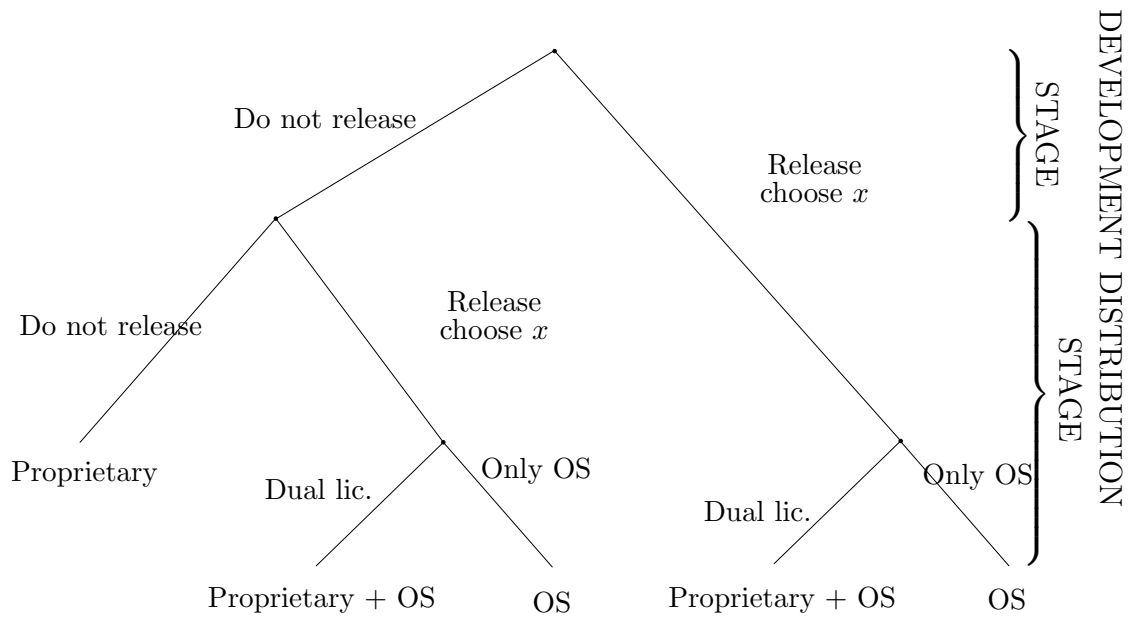 Do not release
Release
choose x
DEVELOPMENT
STAGE
Do not release
Release
choose x
DISTRIBUTION
STAGE
Proprietary
Dual lic.
Only OS
Dual lic.
Only OS
Proprietary + OS
OS
Proprietary + OS
OS